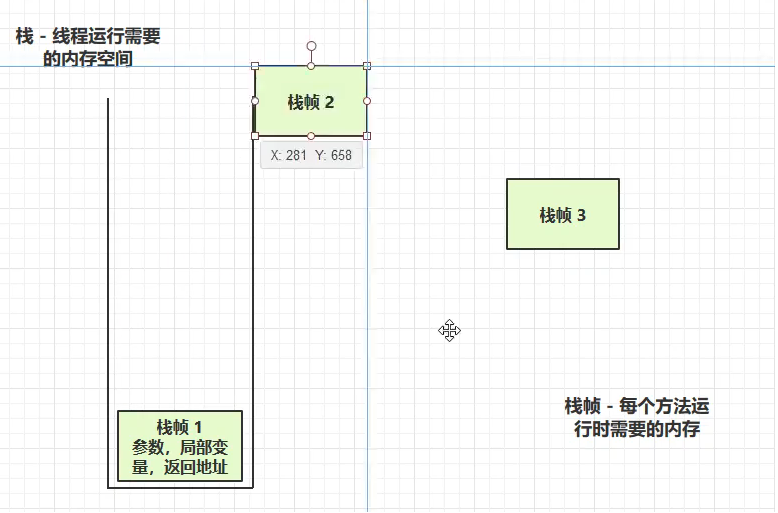 栈 - 线程运行需要
的内存空间
栈帧 2
X: 281 Y: 658
栈帧 3
栈帧 - 每个方法运
行时需要的内存
栈帧 1
参数，局部变
量，返回地址